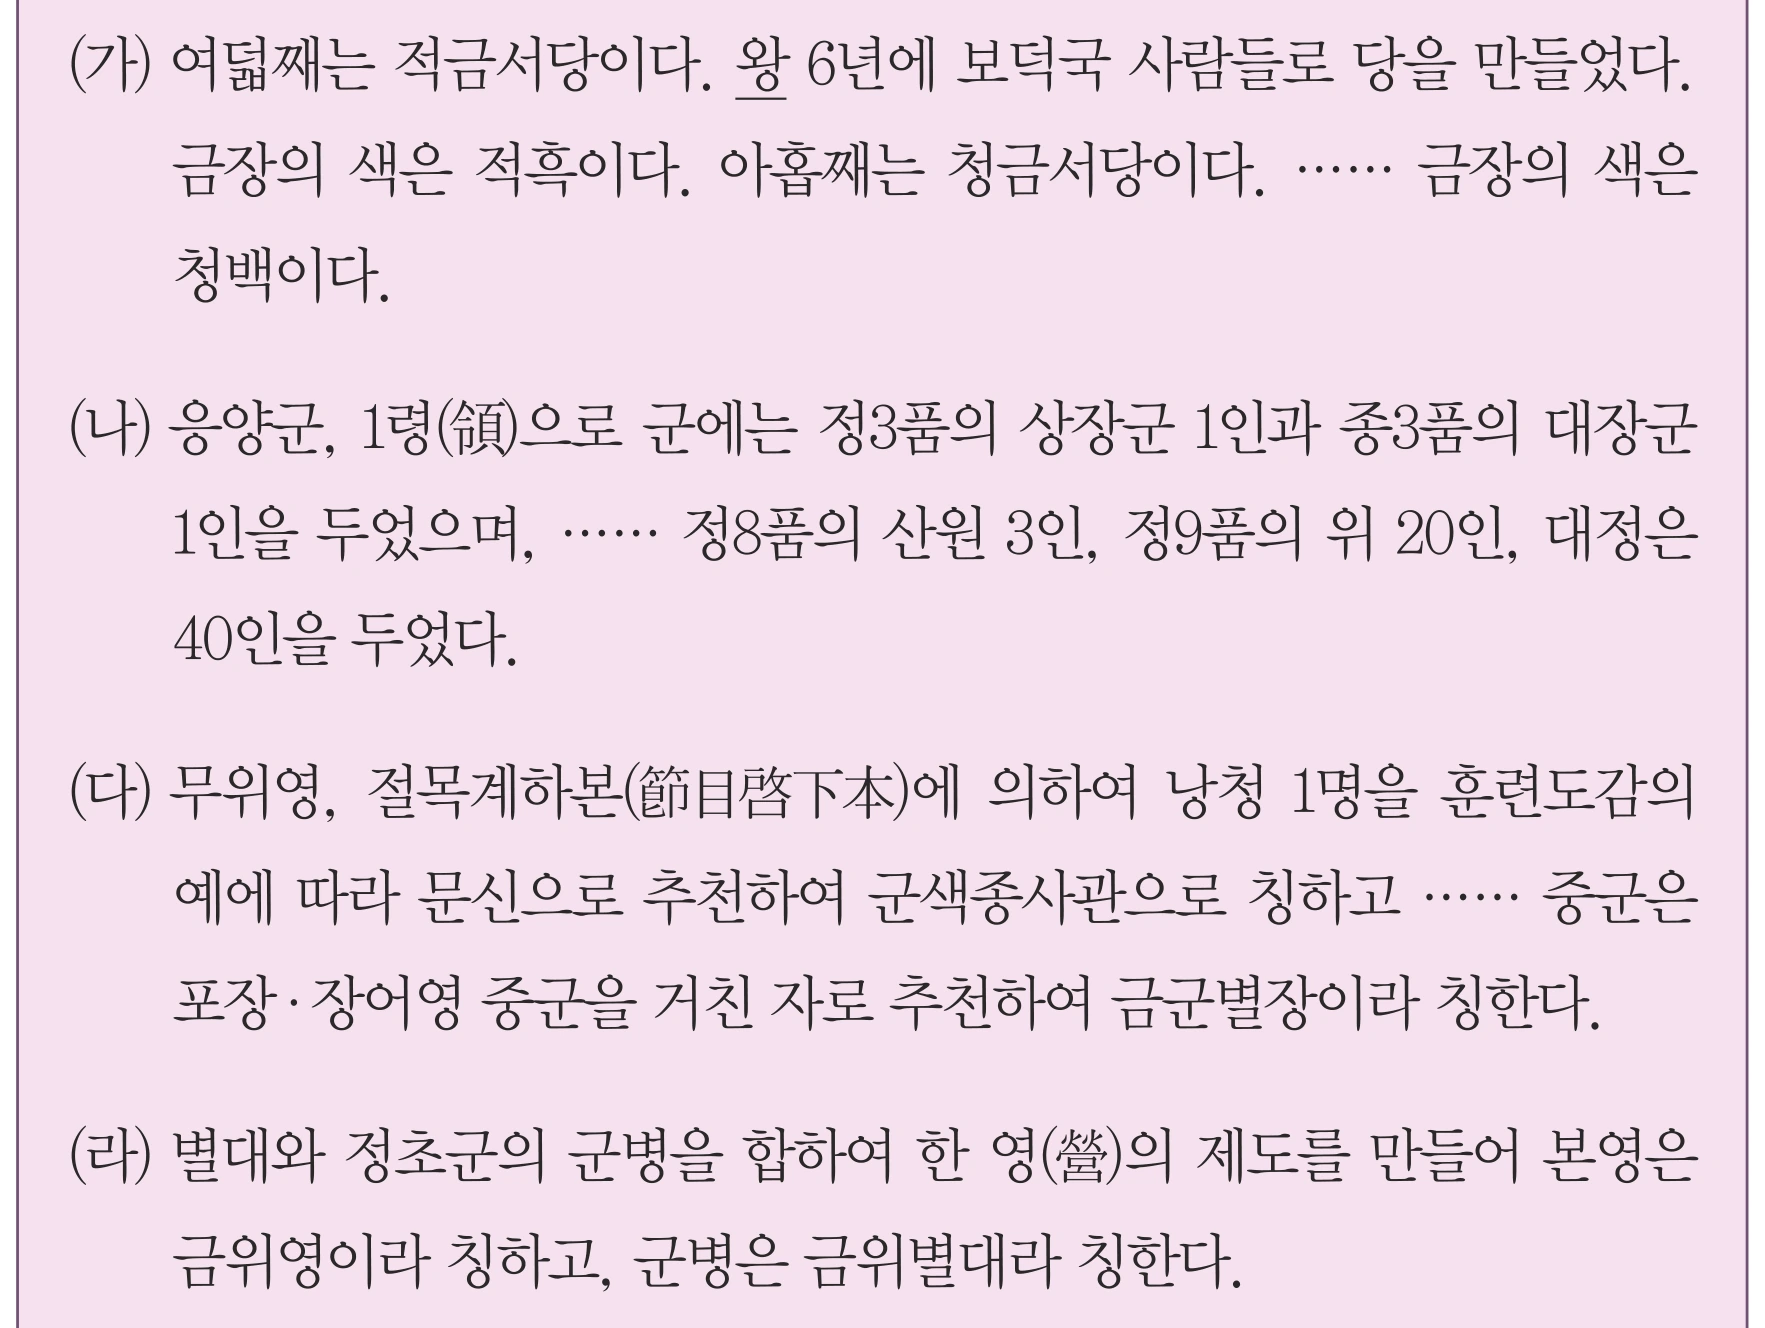 (가) 여덟째는 적금서당이다. 왕 6년에 보덕국 사람들로 당을 만들었다.
금장의 색은 적흑이다. 아홉째는 청금서당이다. …… 금장의 색은
청백이다.
(나) 응양군, 1령(領)으로 군에는 정3품의 상장군 1인과 종3품의 대장군
1인을 두었으며, …… 정8품의 산원 3인, 정9품의 위 20인, 대정은
40인을 두었다.
(다) 무위영, 절목계하본(節目啓下本)에 의하여 낭청 1명을 훈련도감의
예에 따라 문신으로 추천하여 군색종사관으로 칭하고 …… 중군은
포장·장어영 중군을 거친 자로 추천하여 금군별장이라 칭한다.
(라) 별대와 정초군의 군병을 합하여 한 영(營)의 제도를 만들어 본영은
금위영이라 칭하고, 군병은 금위별대라 칭한다.